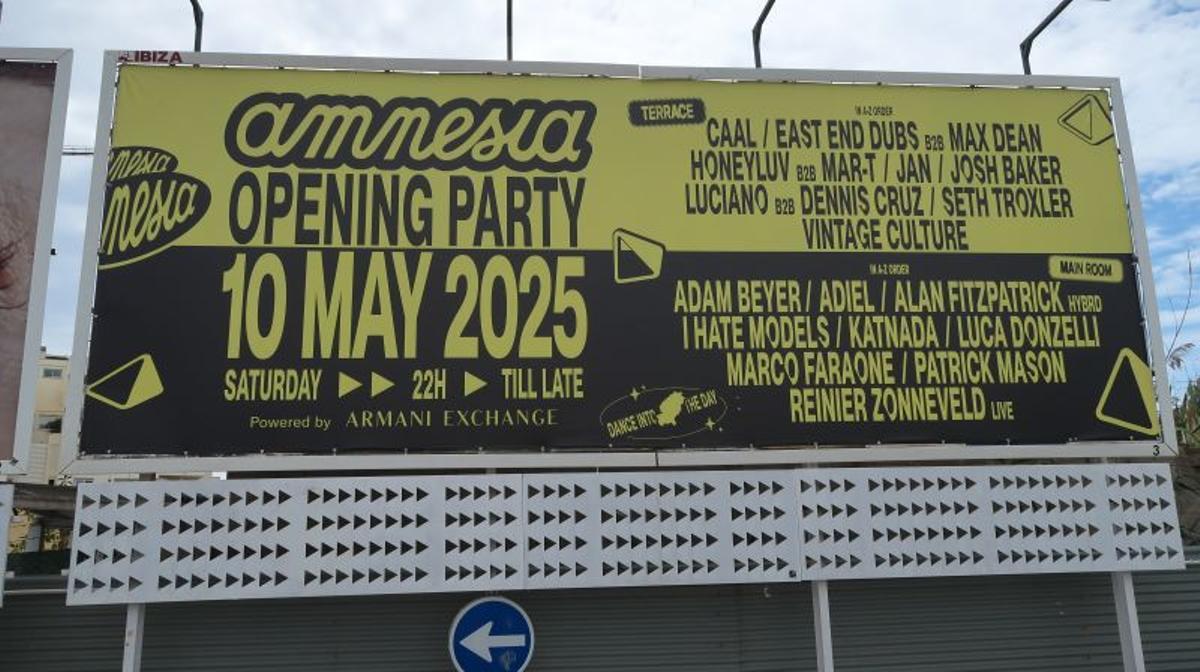 IBIZA
amnesia
amnesia
OPENING PARTY
10 MAY 2025
SATURDAY 22H TILL LATE
Powered by ARMANI EXCHANGE
TERRACE
IN A-Z ORDER
CAAL / EAST END DUBS B2B MAX DEAN
HONEYLUV B2B MAR-T / JAN / JOSH BAKER
LUCIANO B2B DENNIS CRUZ / SETH TROXLER
VINTAGE CULTURE
MAIN ROOM
IN A-Z ORDER
ADAM BEYER / ADIEL / ALAN FITZPATRICK HYBRD
I HATE MODELS / KATNADA / LUCA DONZELLI
MARCO FARAONE / PATRICK MASON
REINIER ZONNEVELD LIVE
DANCE INTO THE DAY
3